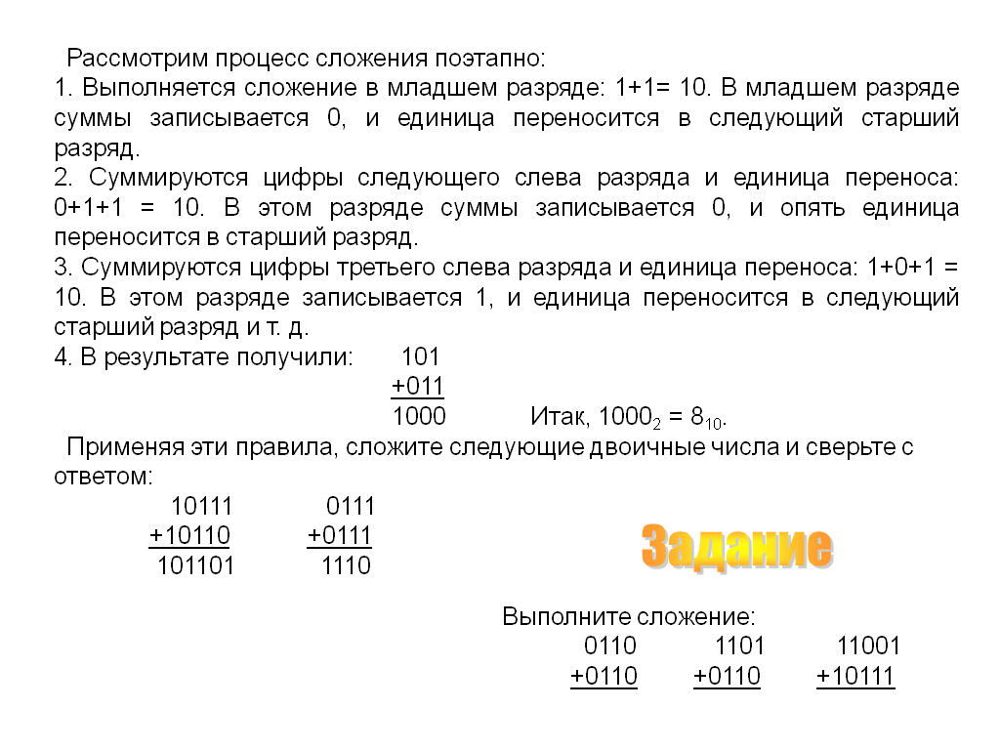 Рассмотрим процесс сложения поэтапно:
1. Выполняется сложение в младшем разряде: 1+1= 10. В младшем разряде
суммы записывается 0, и единица переносится в следующий старший
разряд.
2. Суммируются цифры следующего слева разряда и единица переноса:
0+1+1 = 10. В этом разряде суммы записывается 0, и опять единица
переносится в старший разряд.
3. Суммируются цифры третьего слева разряда и единица переноса: 1+0+1 =
10. В этом разряде записывается 1, и единица переносится в следующий
старший разряд и т. д.
4. В результате получили: 101
+011
1000 Итак, 1000₂ = 8₁₀.
Применяя эти правила, сложите следующие двоичные числа и сверьте с
ответом:
10111 0111
+10110 +0111
101101 1110
Задание
Выполните сложение:
0110 1101 11001
+0110 +0110 +10111